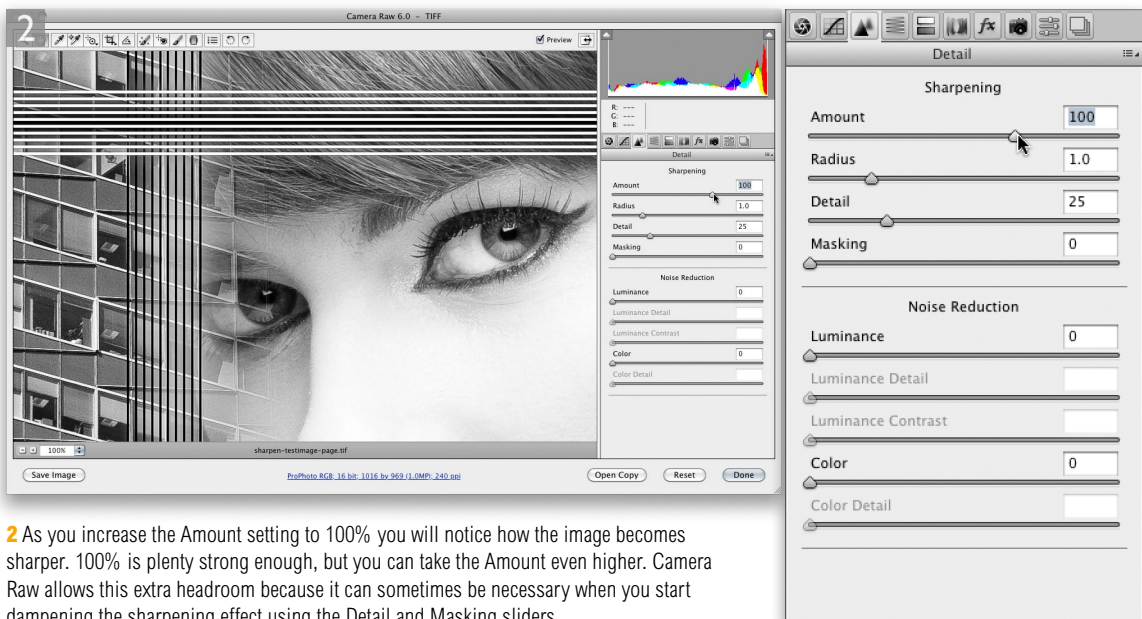 2
Camera Raw 6.0 – TIFF
Preview
R: ---
G: ---
B: ---
Detail
Sharpening
Amount 100
Radius 1.0
Detail 25
Masking 0
Noise Reduction
Luminance 0
Luminance Detail
Luminance Contrast
Color 0
Color Detail
100%
sharpen-testimage-page.tif
Save Image
ProPhoto RGB; 16 bit; 1016 by 969 (1.0MP); 240 ppi
Open Copy
Reset
Done
fx
Detail
Sharpening
Amount 100
Radius 1.0
Detail 25
Masking 0
Noise Reduction
Luminance 0
Luminance Detail
Luminance Contrast
Color 0
Color Detail
2 As you increase the Amount setting to 100% you will notice how the image becomes
sharper. 100% is plenty strong enough, but you can take the Amount even higher. Camera
Raw allows this extra headroom because it can sometimes be necessary when you start
dampening the sharpening effect using the Detail and Masking sliders.